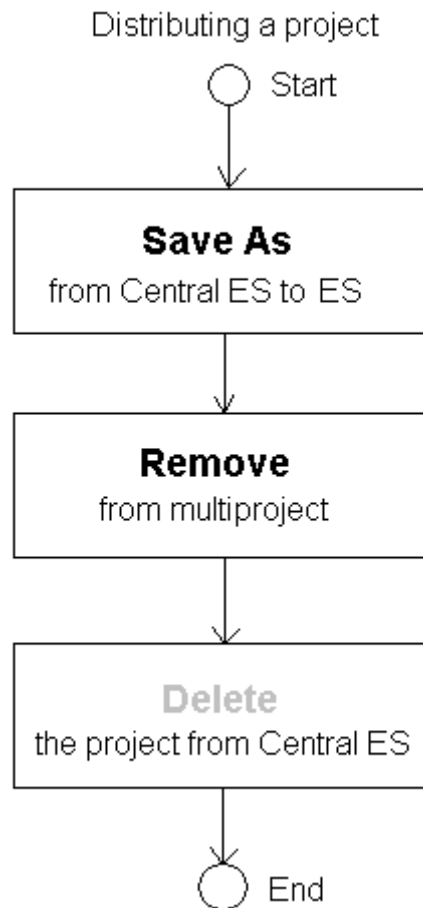 Distributing a project
Start
Save As
from Central ES to ES
Remove
from multiproject
Delete
the project from Central ES
End